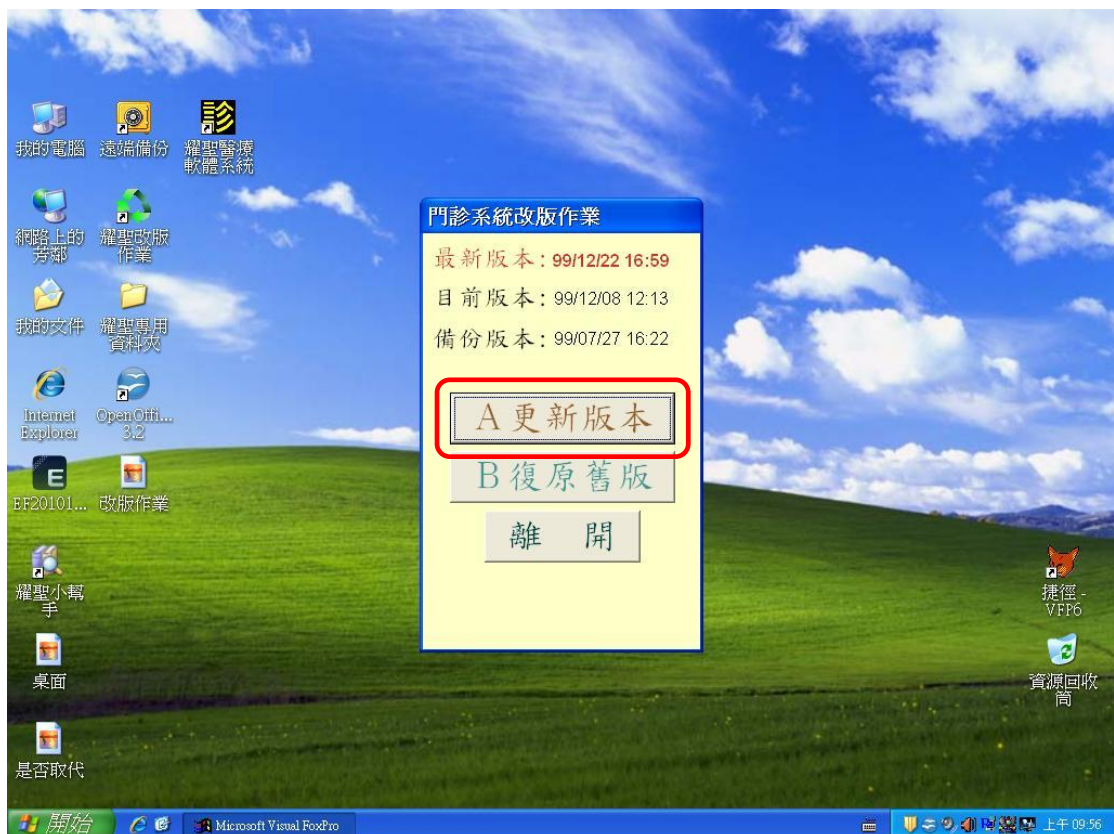 我的電腦
遠端備份
耀聖醫療
軟體系統
網路上的
芳鄰
耀聖改版
作業
我的文件
耀聖專用
資料夾
Internet
Explorer
OpenOffi...
3.2
E
EF20101...
改版作業
耀聖小幫
手
桌面
是否取代
診
門診系統改版作業
最新版本：99/12/22 16:59
目前版本：99/12/08 12:13
備份版本：99/07/27 16:22
A 更新版本
B 復原舊版
離 開
捷徑 -
VFP6
資源回收
筒
開始
Microsoft Visual FoxPro
上午 09:56